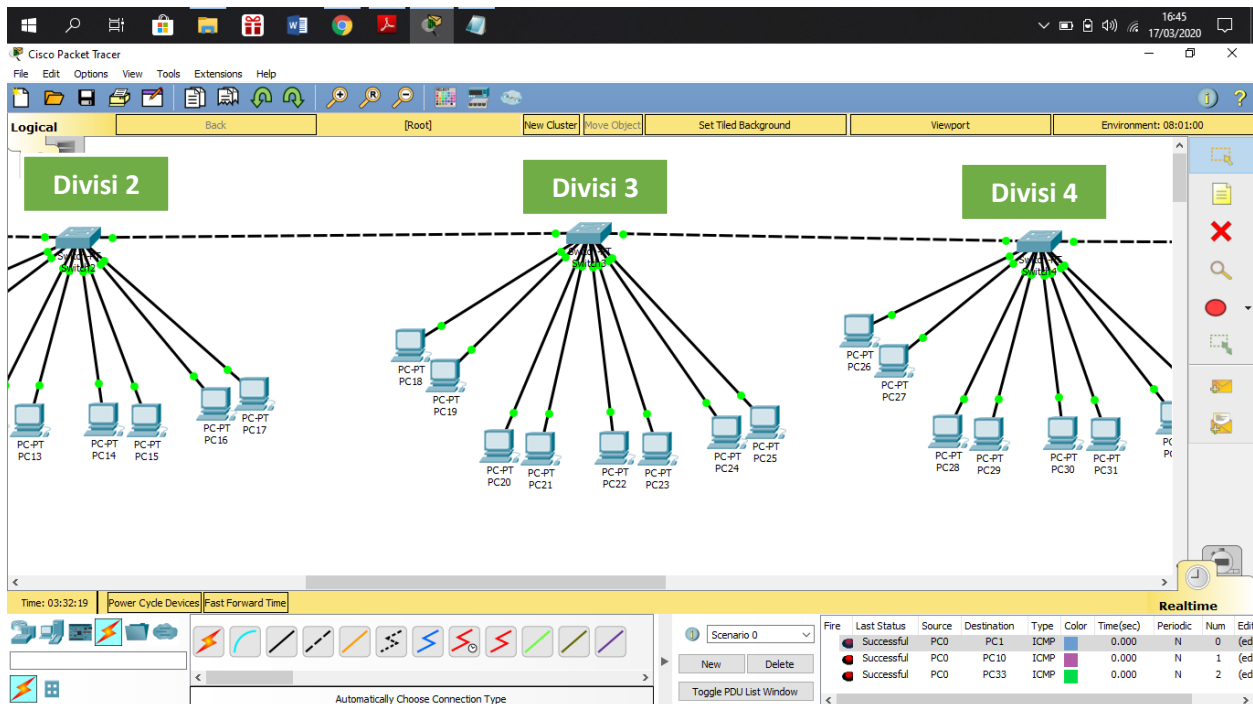 16:45
17/03/2020
Cisco Packet Tracer
File Edit Options View Tools Extensions Help
Logical Back [Root] New Cluster Move Object Set Tiled Background Viewport Environment: 08:01:00
Divisi 2 Divisi 3 Divisi 4
Switch2 Switch3 Switch4
PC-PT
PC13
PC-PT
PC14
PC-PT
PC15
PC-PT
PC16
PC-PT
PC17
PC-PT
PC18
PC-PT
PC19
PC-PT
PC20
PC-PT
PC21
PC-PT
PC22
PC-PT
PC23
PC-PT
PC24
PC-PT
PC25
PC-PT
PC26
PC-PT
PC27
PC-PT
PC28
PC-PT
PC29
PC-PT
PC30
PC-PT
PC31
Time: 03:32:19 Power Cycle Devices Fast Forward Time Realtime
Scenario 0
New Delete
Toggle PDU List Window
Automatically Choose Connection Type
Fire Last Status Source Destination Type Color Time(sec) Periodic Num Edit
Successful PC0 PC1 ICMP 0.000 N 0 (ed
Successful PC0 PC10 ICMP 0.000 N 1 (ed
Successful PC0 PC33 ICMP 0.000 N 2 (ed